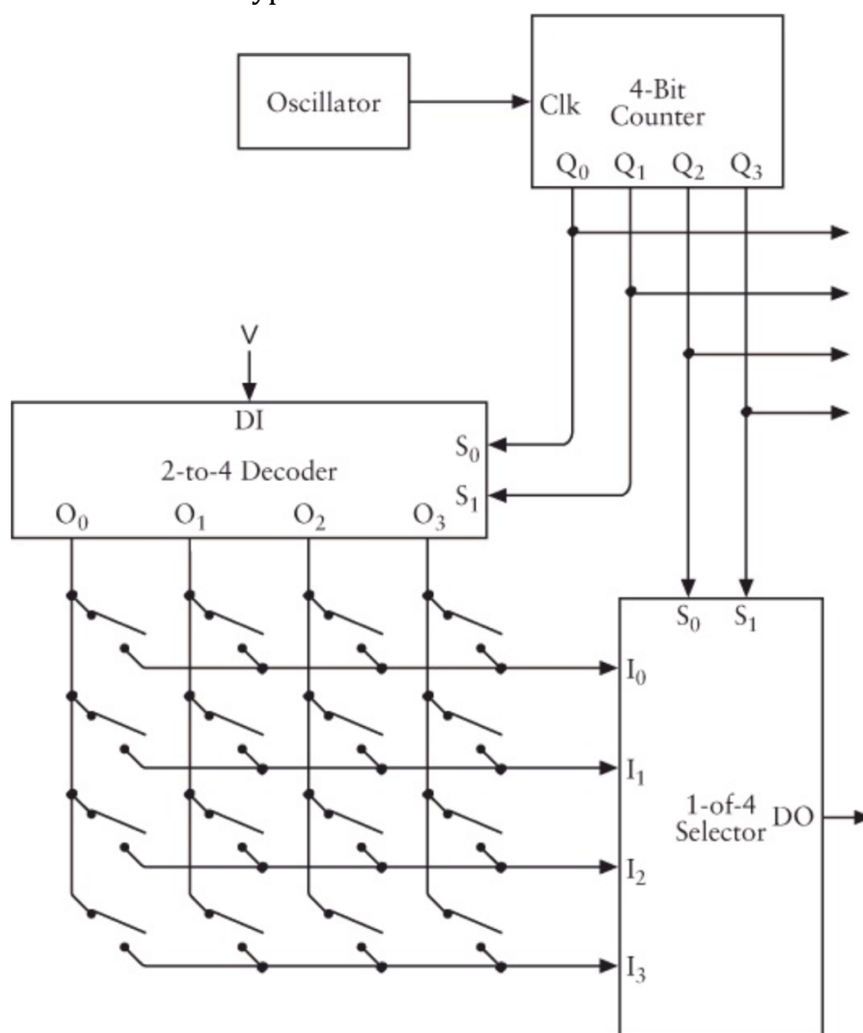 Oscillator
4-Bit
Counter
Clk
Q0 Q1 Q2 Q3
V
DI
2-to-4 Decoder
S0
S1
O0 O1 O2 O3
S0 S1
I0
I1
I2
I3
1-of-4
Selector
DO